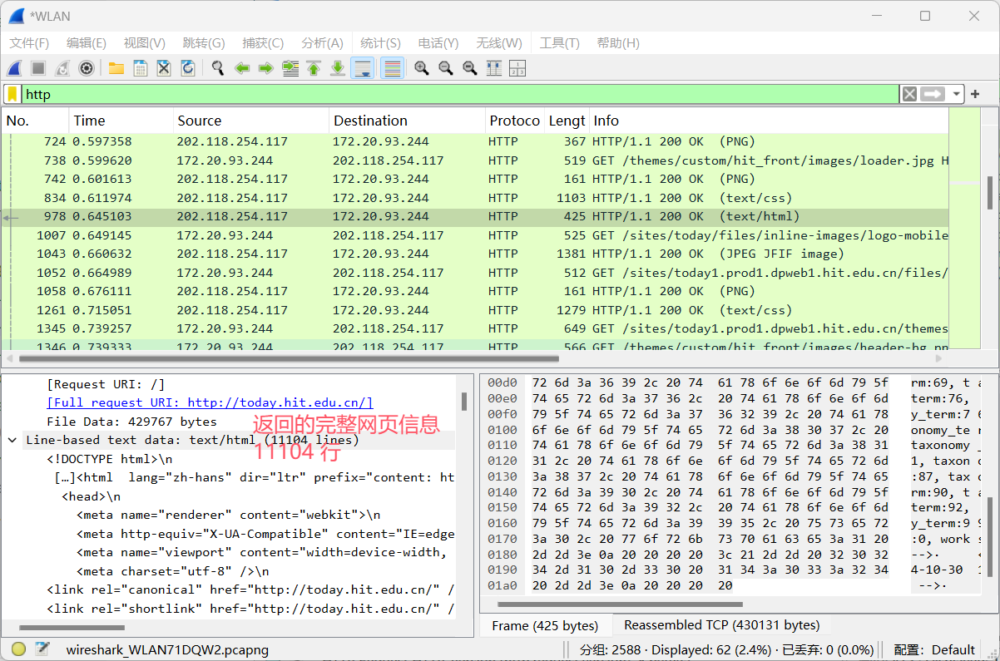 *WLAN
文件(F) 编辑(E) 视图(V) 跳转(G) 捕获(C) 分析(A) 统计(S) 电话(Y) 无线(W) 工具(T) 帮助(H)
http
No. Time Source Destination Protoco Lengt Info
724 0.597358 202.118.254.117 172.20.93.244 HTTP 367 HTTP/1.1 200 OK (PNG)
738 0.599620 172.20.93.244 202.118.254.117 HTTP 519 GET /themes/custom/hit_front/images/loader.jpg H
742 0.601613 202.118.254.117 172.20.93.244 HTTP 161 HTTP/1.1 200 OK (PNG)
834 0.611974 202.118.254.117 172.20.93.244 HTTP 1103 HTTP/1.1 200 OK (text/css)
978 0.645103 202.118.254.117 172.20.93.244 HTTP 425 HTTP/1.1 200 OK (text/html)
1007 0.649145 172.20.93.244 202.118.254.117 HTTP 525 GET /sites/today/files/inline-images/logo-mobile
1043 0.660632 202.118.254.117 172.20.93.244 HTTP 1381 HTTP/1.1 200 OK (JPEG JFIF image)
1052 0.664989 172.20.93.244 202.118.254.117 HTTP 512 GET /sites/today1.prod1.dpweb1.hit.edu.cn/files/
1058 0.676111 202.118.254.117 172.20.93.244 HTTP 161 HTTP/1.1 200 OK (PNG)
1261 0.715051 202.118.254.117 172.20.93.244 HTTP 1279 HTTP/1.1 200 OK (text/css)
1345 0.739257 172.20.93.244 202.118.254.117 HTTP 649 GET /sites/today1.prod1.dpweb1.hit.edu.cn/themes
1346 0.739333 172.20.93.244 202.118.254.117 HTTP 566 GET /themes/custom/hit_front/images/header-bg.pn
[Request URI: /]
[Full request URI: http://today.hit.edu.cn/]
File Data: 429767 bytes
Line-based text data: text/html (11104 lines)
<!DOCTYPE html>\n
[…]<html  lang="zh-hans" dir="ltr" prefix="content: ht
<head>\n
<meta name="renderer" content="webkit">\n
<meta http-equiv="X-UA-Compatible" content="IE=edge
<meta name="viewport" content="width=device-width,
<meta charset="utf-8" />\n
<link rel="canonical" href="http://today.hit.edu.cn/" /
<link rel="shortlink" href="http://today.hit.edu.cn/" /
返回的完整网页信息
11104 行
00d0 72 6d 3a 36 39 2c 20 74 61 78 6f 6e 6f 6d 79 5f rm:69, t a
00e0 74 65 72 6d 3a 37 36 2c 20 74 61 78 6f 6e 6f 6d term:76,
00f0 79 5f 74 65 72 6d 3a 37 36 32 39 2c 20 74 61 78 y_term:7 6
0100 6f 6e 6f 6d 79 5f 74 65 72 6d 3a 38 30 37 2c 20 onomy_te r
0110 74 61 78 6f 6e 6f 6d 79 5f 74 65 72 6d 3a 38 31 taxonomy _
0120 31 2c 20 74 61 78 6f 6e 6f 6d 79 5f 74 65 72 6d 1, taxon o
0130 3a 38 37 2c 20 74 61 78 6f 6e 6f 6d 79 5f 74 65 :87, tax o
0140 72 6d 3a 39 30 2c 20 74 61 78 6f 6e 6f 6d 79 5f rm:90, t a
0150 74 65 72 6d 3a 39 32 2c 20 74 61 78 6f 6e 6f 6d term:92,
0160 79 5f 74 65 72 6d 3a 39 39 35 2c 20 75 73 65 72 y_term:9 9
0170 3a 30 2c 20 77 6f 72 6b 73 70 61 63 65 3a 31 20 :0, work s
0180 2d 2d 3e 0a 20 20 20 20 3c 21 2d 2d 20 32 30 32 -->· <
0190 34 2d 31 30 2d 33 30 20 31 34 3a 30 33 3a 32 34 4-10-30 1
01a0 20 2d 2d 3e 0a 20 20 20 20 -->·
Frame (425 bytes) Reassembled TCP (430131 bytes)
wireshark_WLAN71DQW2.pcapng 分组: 2588 · Displayed: 62 (2.4%) · 已丢弃: 0 (0.0%) 配置: Default